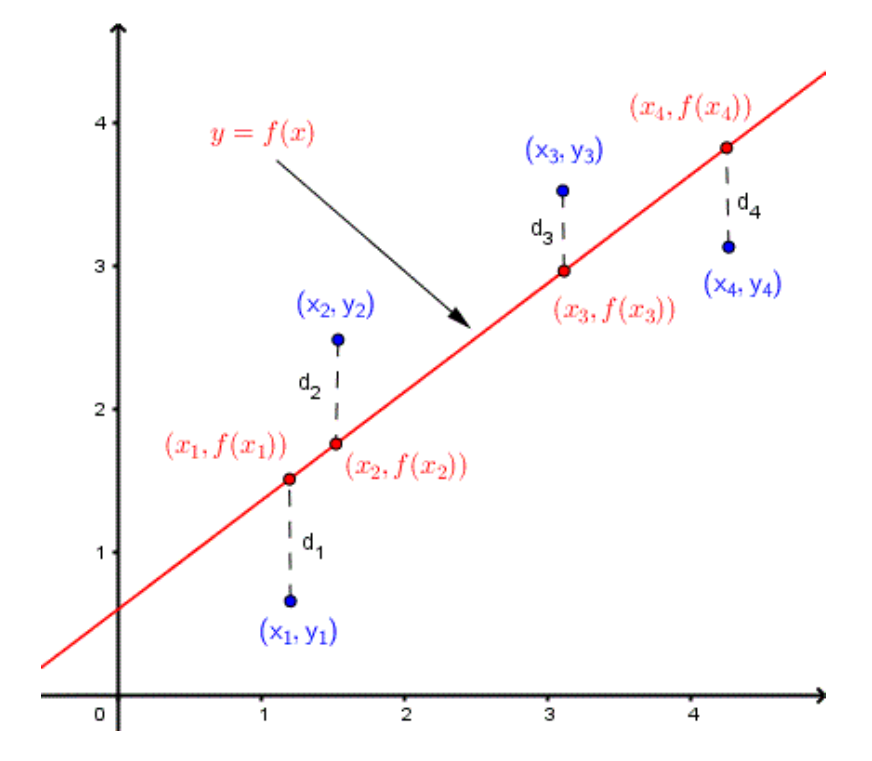 (x₄, f(x₄))
4
y = f(x)
(x₃, y₃)
d₄
d₃
3
(x₄, y₄)
(x₂, y₂)
(x₃, f(x₃))
d₂
2
(x₁, f(x₁))
(x₂, f(x₂))
1
d₁
(x₁, y₁)
0
1
2
3
4